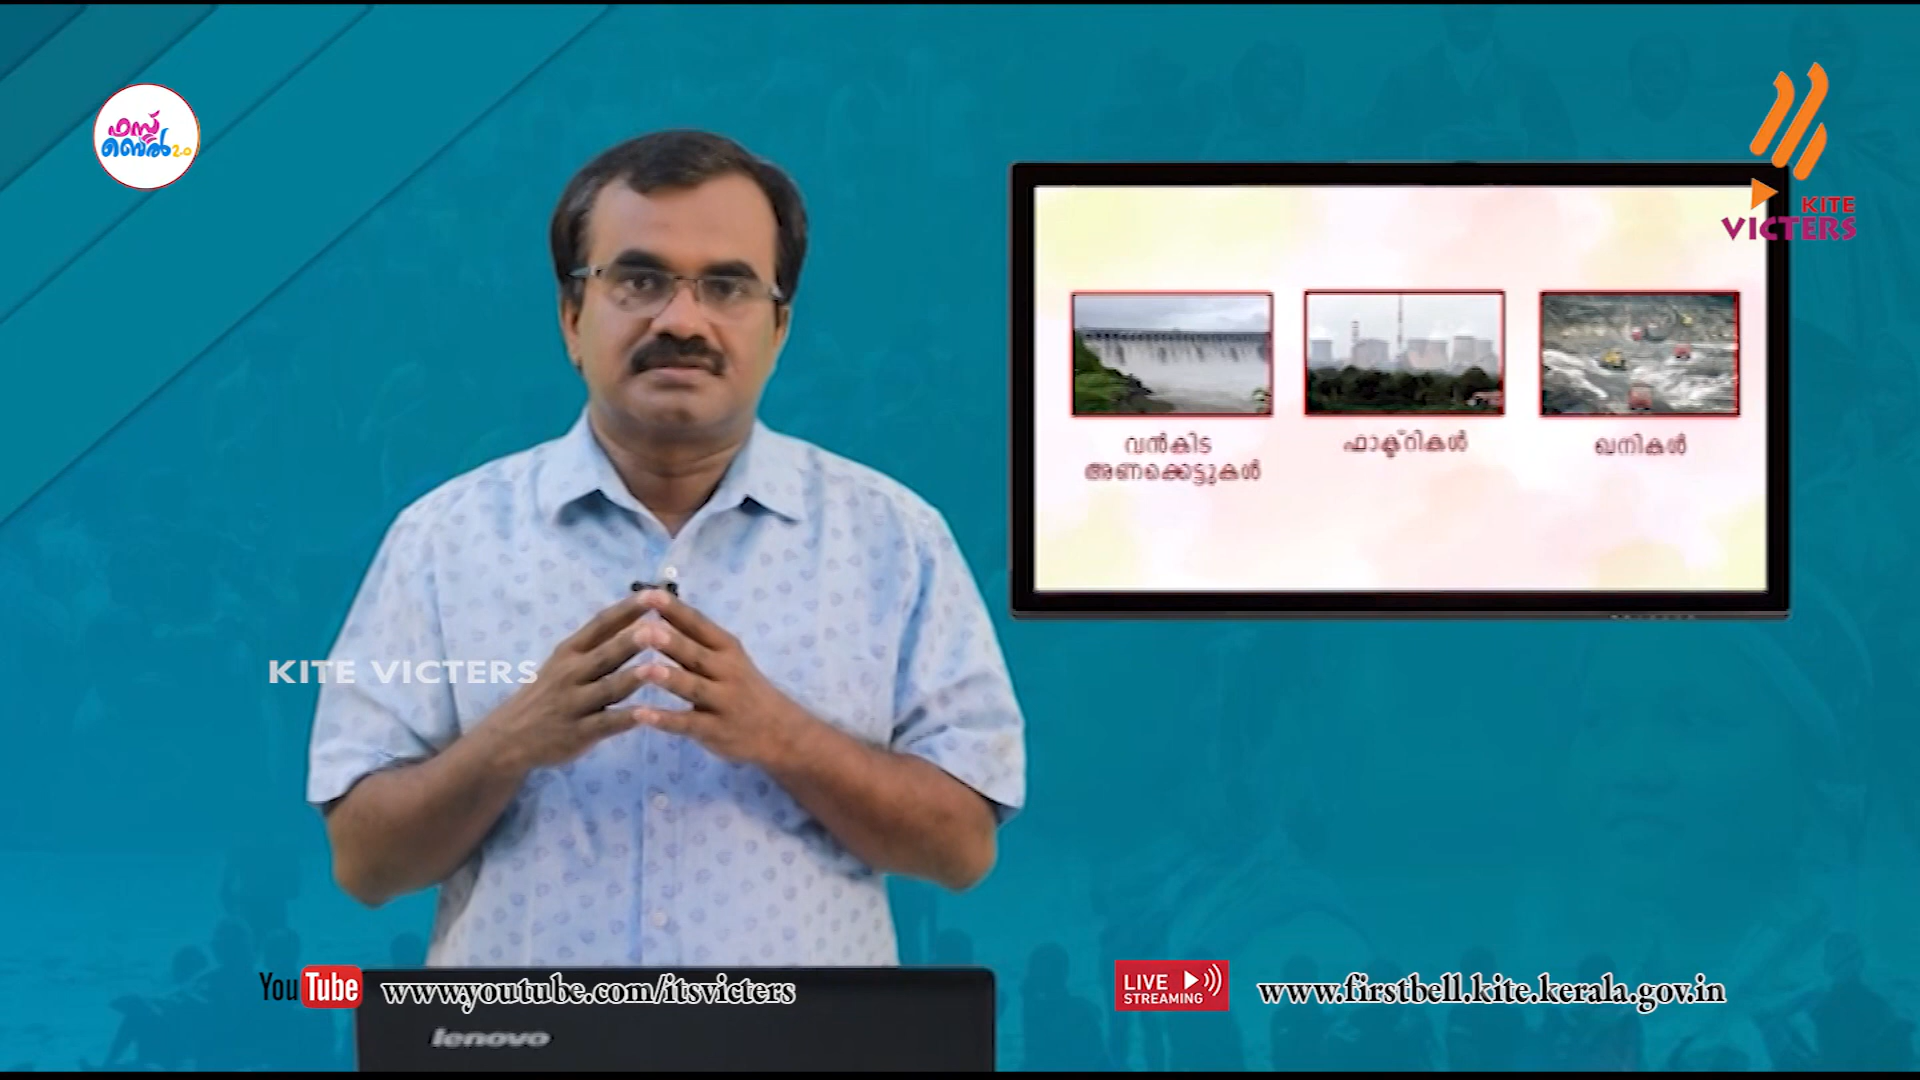 ഫസ്റ്റ്
ബെൽ 2.0
KITE
VICTERS
വൻകിട
അണക്കെട്ടുകൾ
ഫാക്ടറികൾ
ഖനികൾ
KITE VICTERS
YouTube www.youtube.com/itsvicters
LIVE
STREAMING
www.firstbell.kite.kerala.gov.in
lenovo